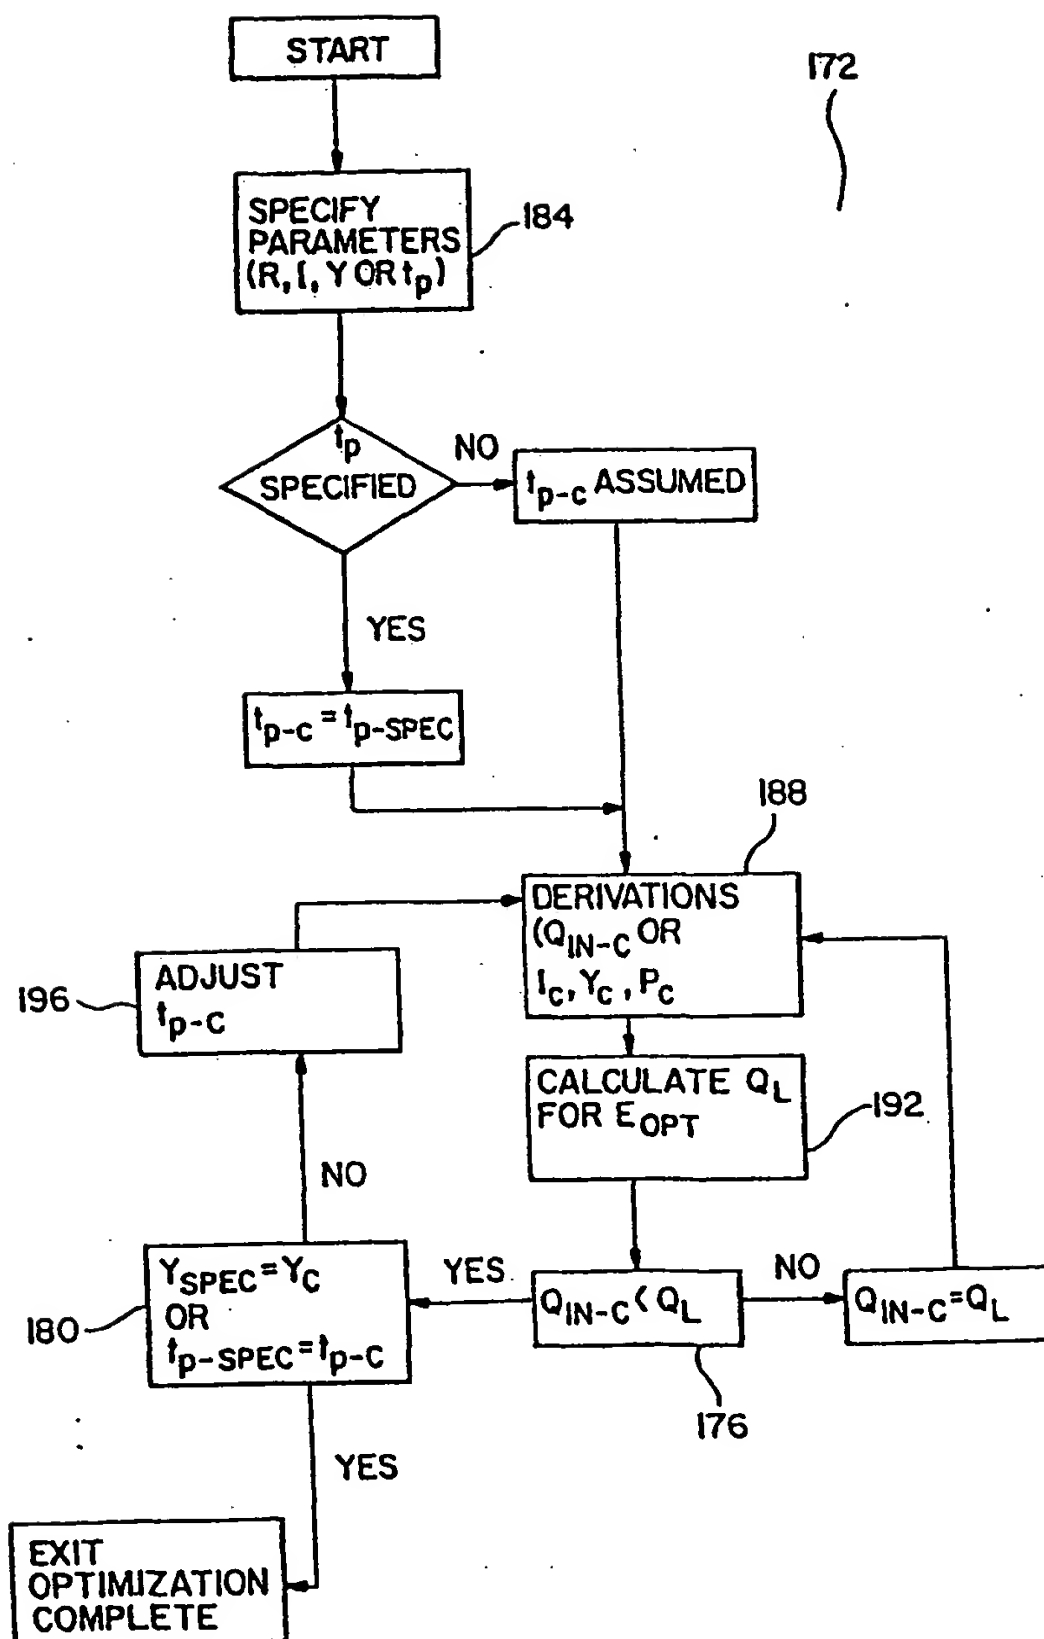 START
172
SPECIFY
PARAMETERS
(R, I, Y OR tp)
184
tp
SPECIFIED
NO
tp-c ASSUMED
YES
tp-c = tp-SPEC
188
DERIVATIONS
(QIN-C OR
IC, YC, PC
ADJUST
tp-C
196
CALCULATE QL
FOR EOPT
192
NO
YSPEC = YC
OR
tp-SPEC = tp-C
180
YES
QIN-C < QL
NO
QIN-C = QL
176
YES
EXIT
OPTIMIZATION
COMPLETE